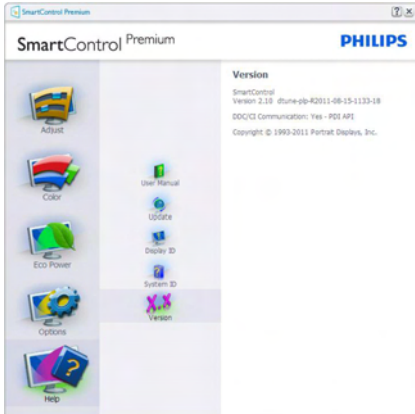 SmartControl Premium
SmartControl Premium
PHILIPS
Adjust
Color
Eco Power
Options
Help
User Manual
Update
Display ID
System ID
X.X
Version
Version
SmartControl
Version 2.10 dtune-plp-R2011-08-15-1133-18
DDC/CI Communication: Yes - PDI API
Copyright © 1993-2011 Portrait Displays, Inc.